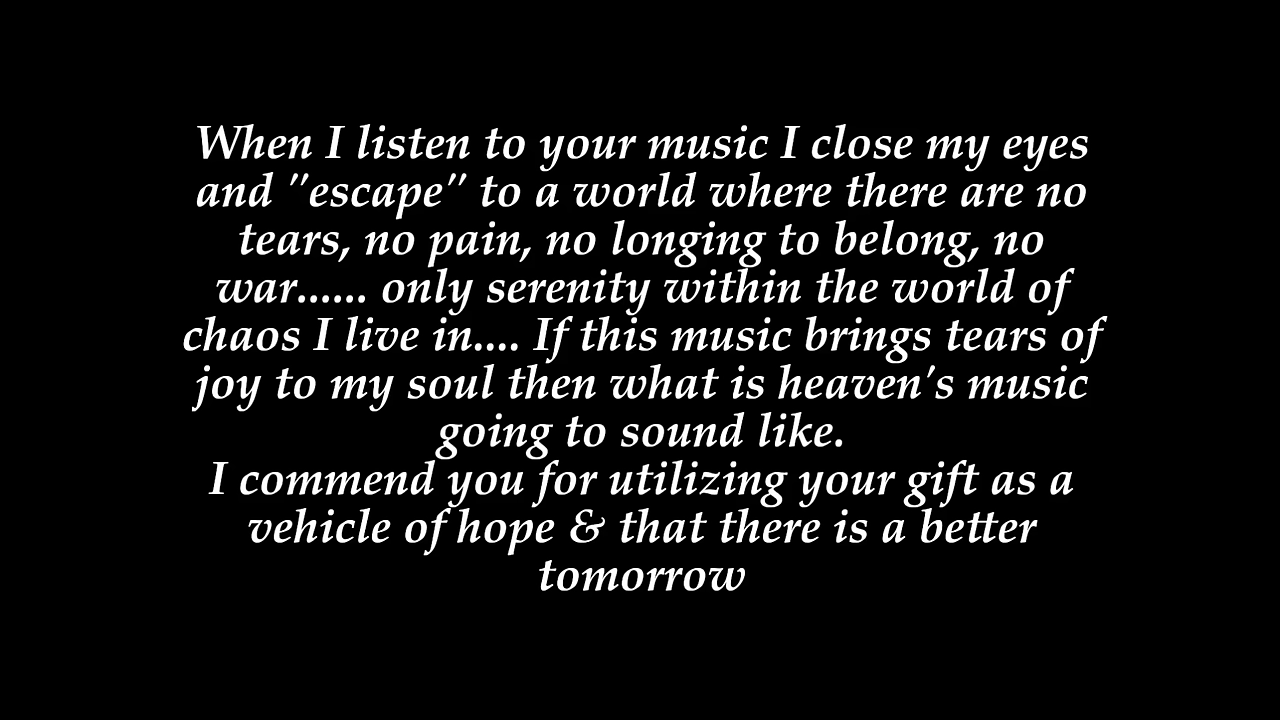 When I listen to your music I close my eyes
and "escape" to a world where there are no
tears, no pain, no longing to belong, no
war...... only serenity within the world of
chaos I live in.... If this music brings tears of
joy to my soul then what is heaven's music
going to sound like.
I commend you for utilizing your gift as a
vehicle of hope & that there is a better
tomorrow